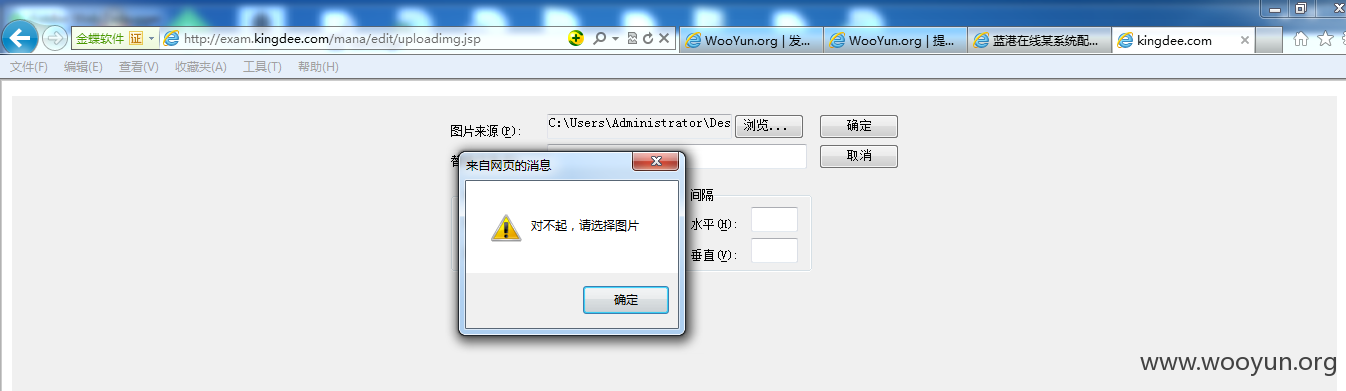 金蝶软件 证 http://exam.kingdee.com/mana/edit/uploadimg.jsp
WooYun.org | 发... WooYun.org | 提... 蓝港在线某系统配... kingdee.com
文件(F) 编辑(E) 查看(V) 收藏夹(A) 工具(T) 帮助(H)
图片来源(P): C:\Users\Administrator\Des 浏览... 确定
替 取消
来自网页的消息
对不起，请选择图片
确定
间隔
水平(H):
垂直(V):
www.wooyun.org